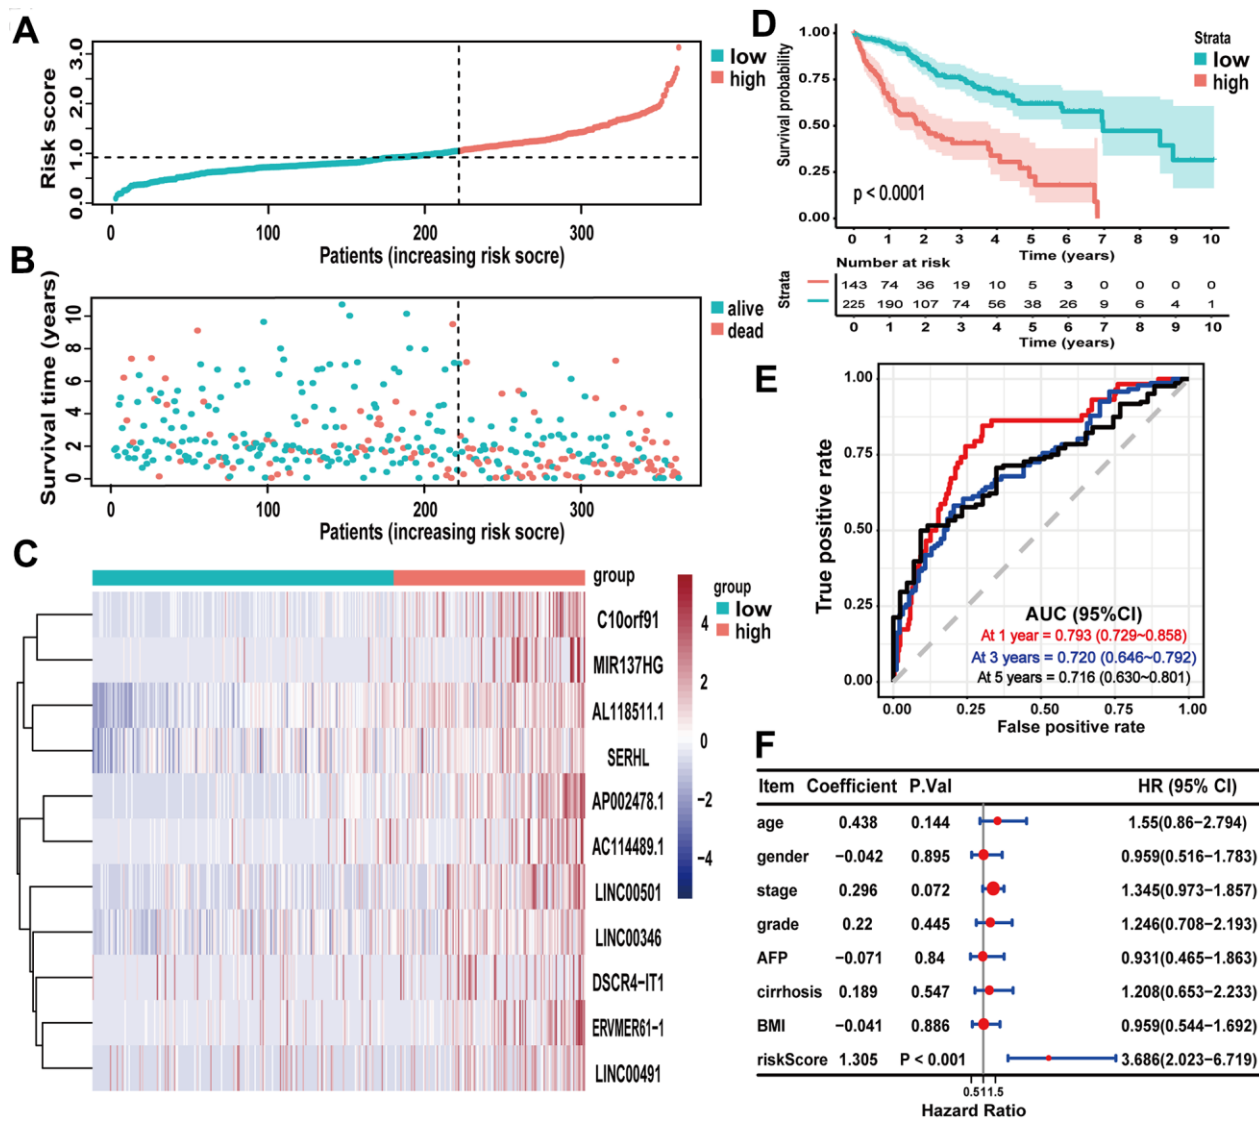 A
Risk score
3.0
2.0
1.0
0.0
0 100 200 300
Patients (increasing risk socre)
low
high
B
Survival time (years)
10
8
6
4
2
0
0 100 200 300
Patients (increasing risk socre)
alive
dead
C
group
C10orf91
MIR137HG
AL118511.1
SERHL
AP002478.1
AC114489.1
LINC00501
LINC00346
DSCR4−IT1
ERVMER61−1
LINC00491
4
2
0
−2
−4
group
low
high
D
Survival probability
1.00
0.75
0.50
0.25
0.00
p < 0.0001
0 1 2 3 4 5 6 7 8 9 10
Time (years)
Strata
low
high
Number at risk
Strata
143 74 36 19 10 5 3 0 0 0 0
225 190 107 74 56 38 26 9 6 4 1
0 1 2 3 4 5 6 7 8 9 10
Time (years)
E
True positive rate
1.00
0.75
0.50
0.25
0.00
AUC (95%CI)
At 1 year = 0.793 (0.729~0.858)
At 3 years = 0.720 (0.646~0.792)
At 5 years = 0.716 (0.630~0.801)
0.00 0.25 0.50 0.75 1.00
False positive rate
F
Item Coefficient P.Val HR (95% CI)
age 0.438 0.144 1.55(0.86−2.794)
gender −0.042 0.895 0.959(0.516−1.783)
stage 0.296 0.072 1.345(0.973−1.857)
grade 0.22 0.445 1.246(0.708−2.193)
AFP −0.071 0.84 0.931(0.465−1.863)
cirrhosis 0.189 0.547 1.208(0.653−2.233)
BMI −0.041 0.886 0.959(0.544−1.692)
riskScore 1.305 P < 0.001 3.686(2.023−6.719)
0.511.5
Hazard Ratio